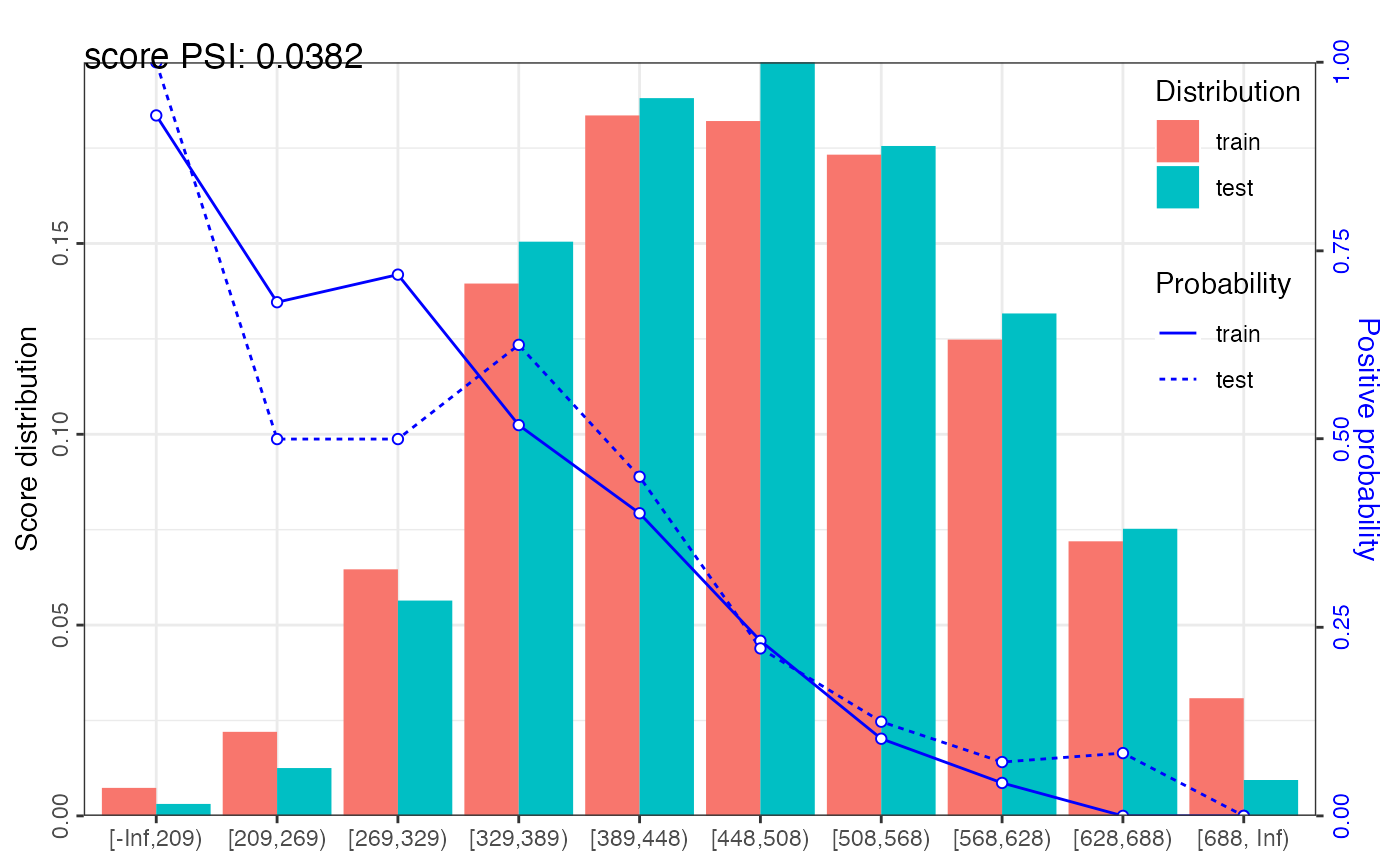 score PSI: 0.0382
Distribution
train
test
Probability
train
test
Score distribution
0.15
0.10
0.05
0.00
Positive probability
1.00
0.75
0.50
0.25
0.00
[-Inf,209) [209,269) [269,329) [329,389) [389,448) [448,508) [508,568) [568,628) [628,688) [688, Inf)